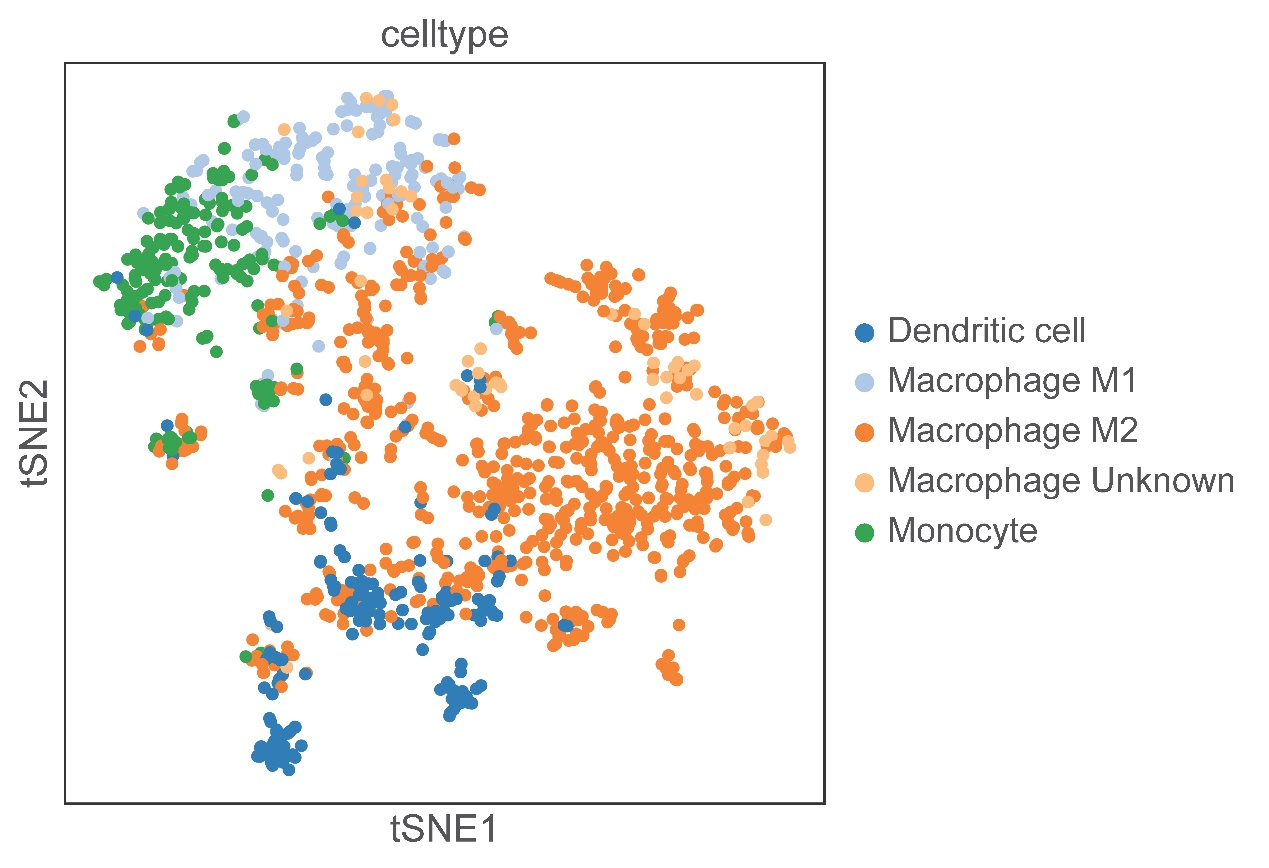 celltype
tSNE2
Dendritic cell
Macrophage M1
Macrophage M2
Macrophage Unknown
Monocyte
tSNE1